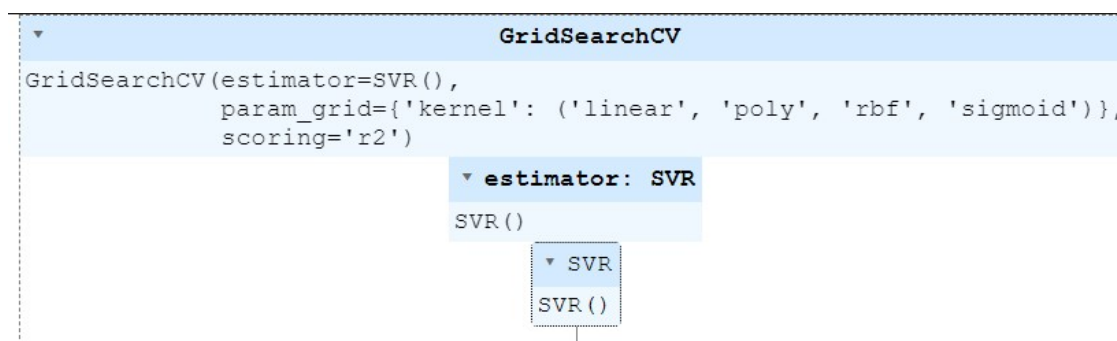 GridSearchCV
GridSearchCV(estimator=SVR(),
param_grid={'kernel': ('linear', 'poly', 'rbf', 'sigmoid')},
scoring='r2')
estimator: SVR
SVR()
SVR
SVR()